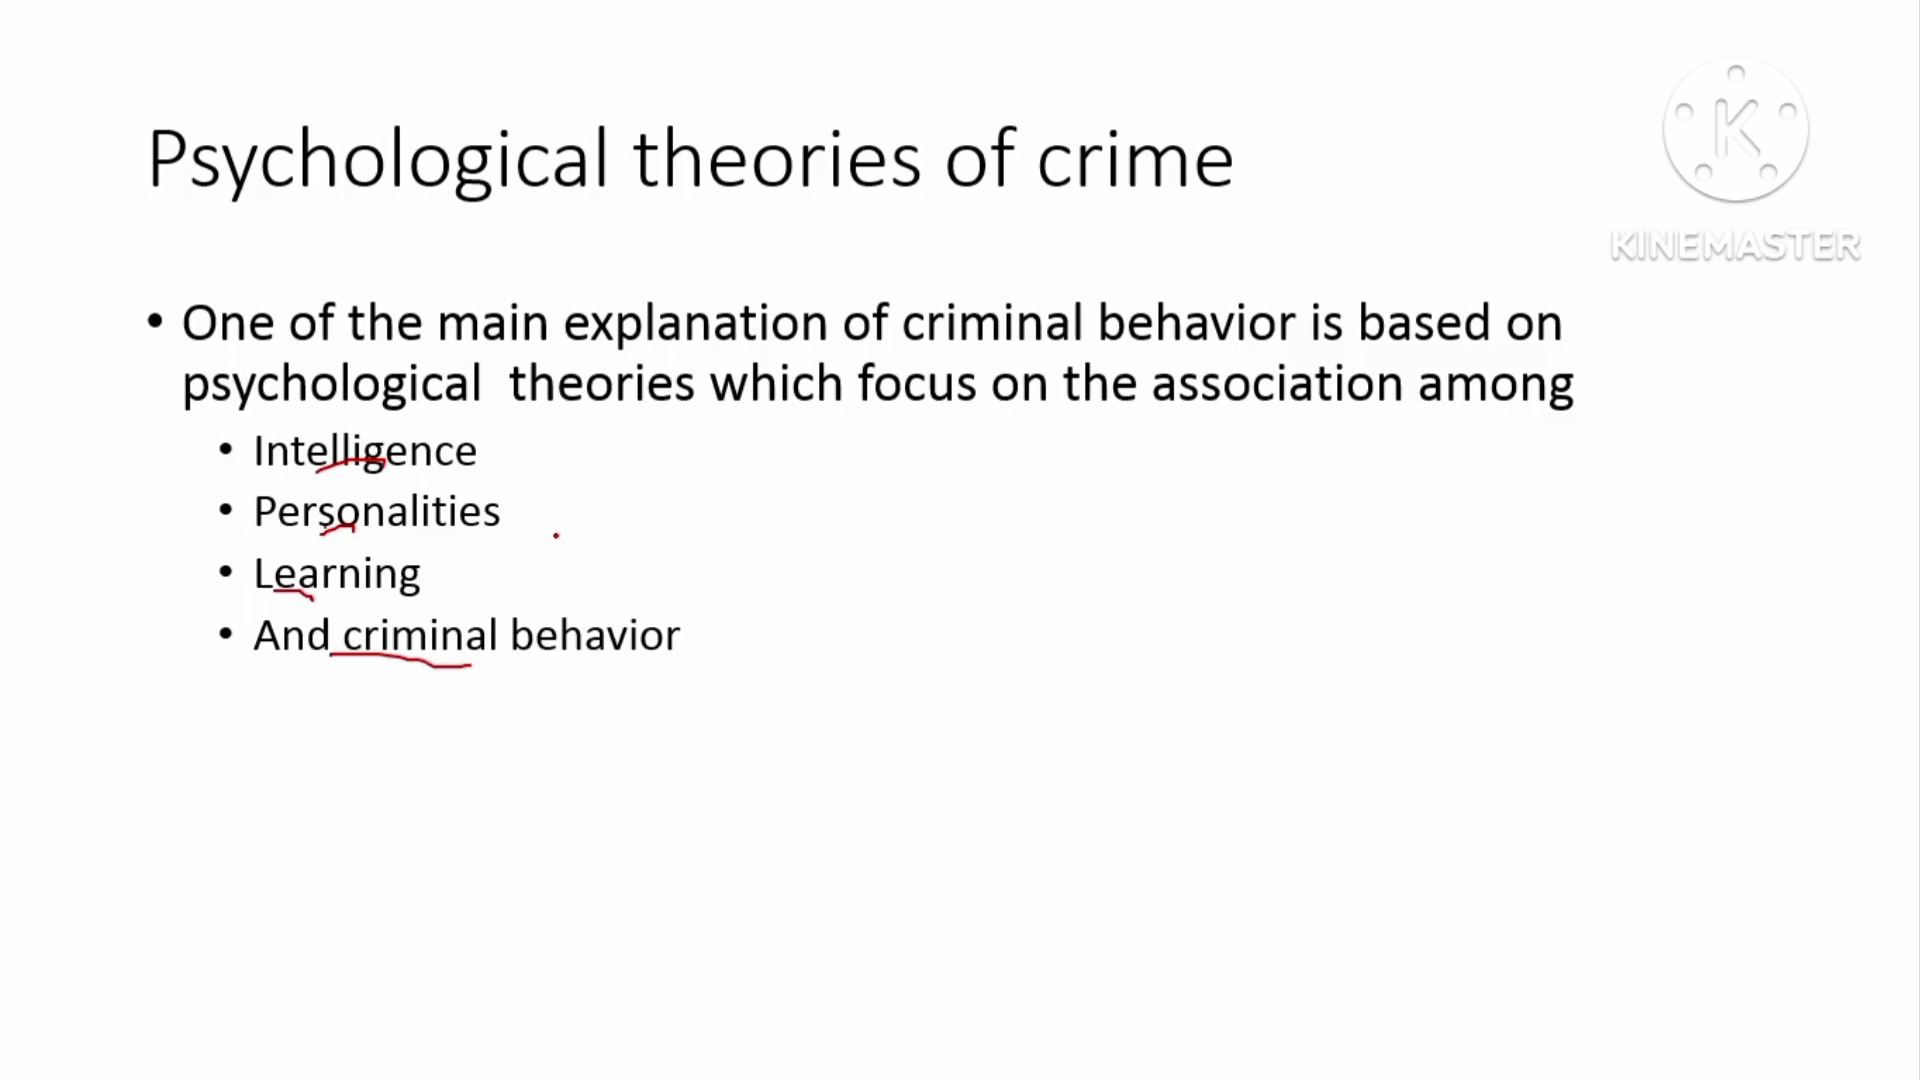 Psychological theories of crime
K
KINEMASTER
• One of the main explanation of criminal behavior is based on
psychological  theories which focus on the association among
• Intelligence
• Personalities
• Learning
• And criminal behavior